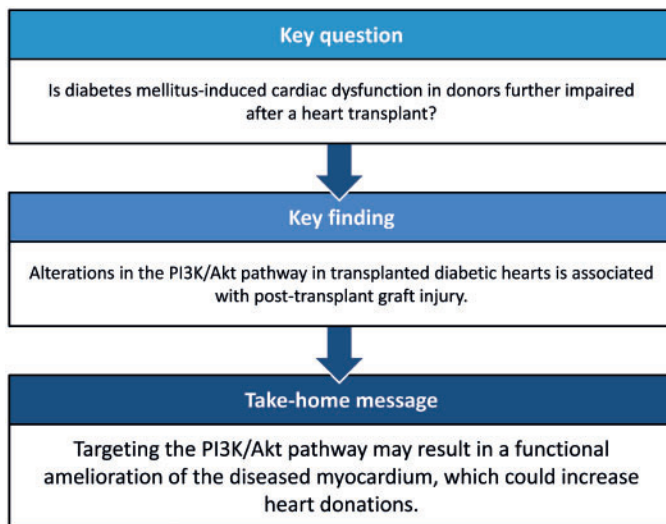 Key question
Is diabetes mellitus-induced cardiac dysfunction in donors further impaired
after a heart transplant?
Key finding
Alterations in the PI3K/Akt pathway in transplanted diabetic hearts is associated
with post-transplant graft injury.
Take-home message
Targeting the PI3K/Akt pathway may result in a functional
amelioration of the diseased myocardium, which could increase
heart donations.